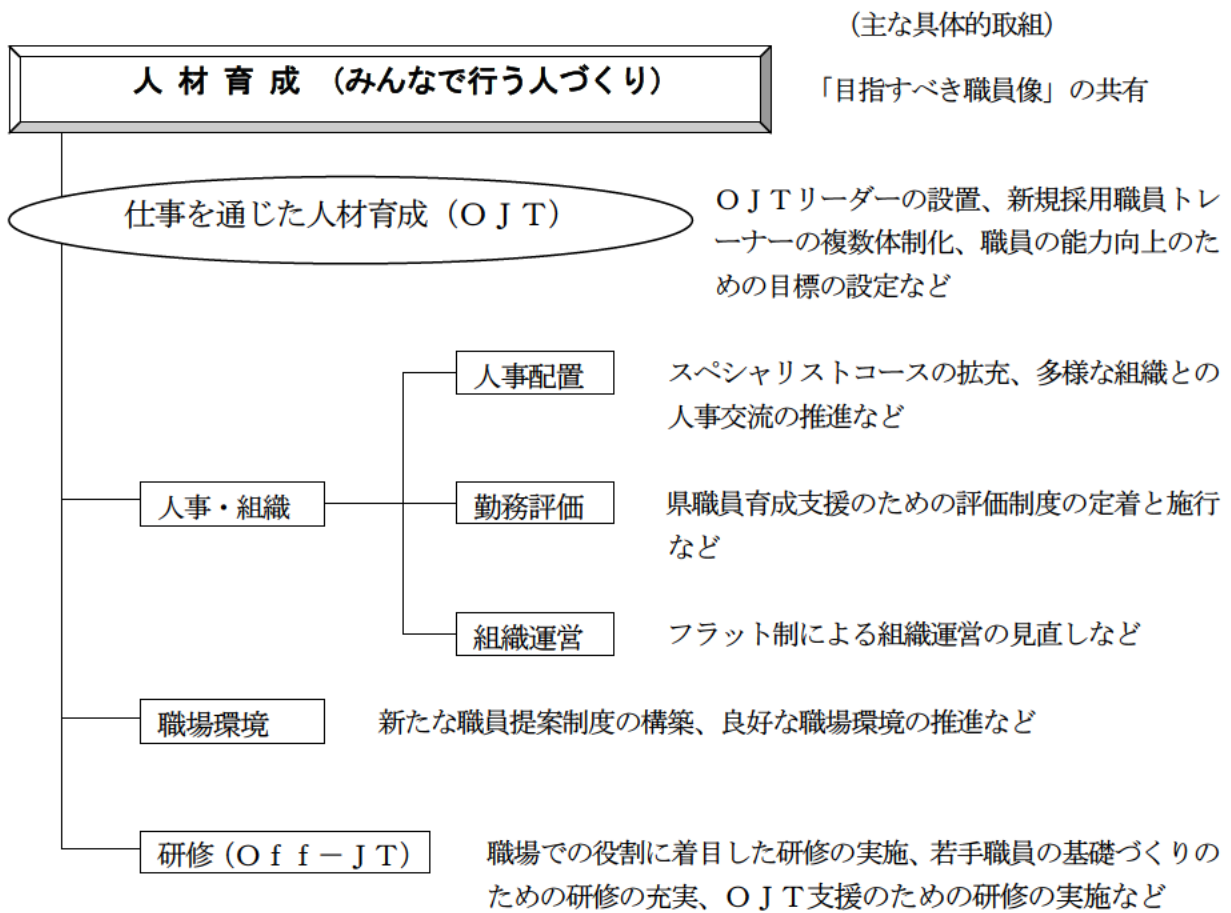 (主な具体的取組)
人 材 育 成 (みんなで行う人づくり)
「目指すべき職員像」の共有
仕事を通じた人材育成(OJT)
OJTリーダーの設置、新規採用職員トレ
ーナーの複数体制化、職員の能力向上のた
めの目標の設定など
人事配置
スペシャリストコースの拡充、多様な組織との
人事交流の推進など
人事・組織
勤務評価
県職員育成支援のための評価制度の定着と施行
など
組織運営
フラット制による組織運営の見直しなど
職場環境
新たな職員提案制度の構築、良好な職場環境の推進など
研修(Off-JT)
職場での役割に着目した研修の実施、若手職員の基礎づくりの
ための研修の充実、OJT支援のための研修の実施など